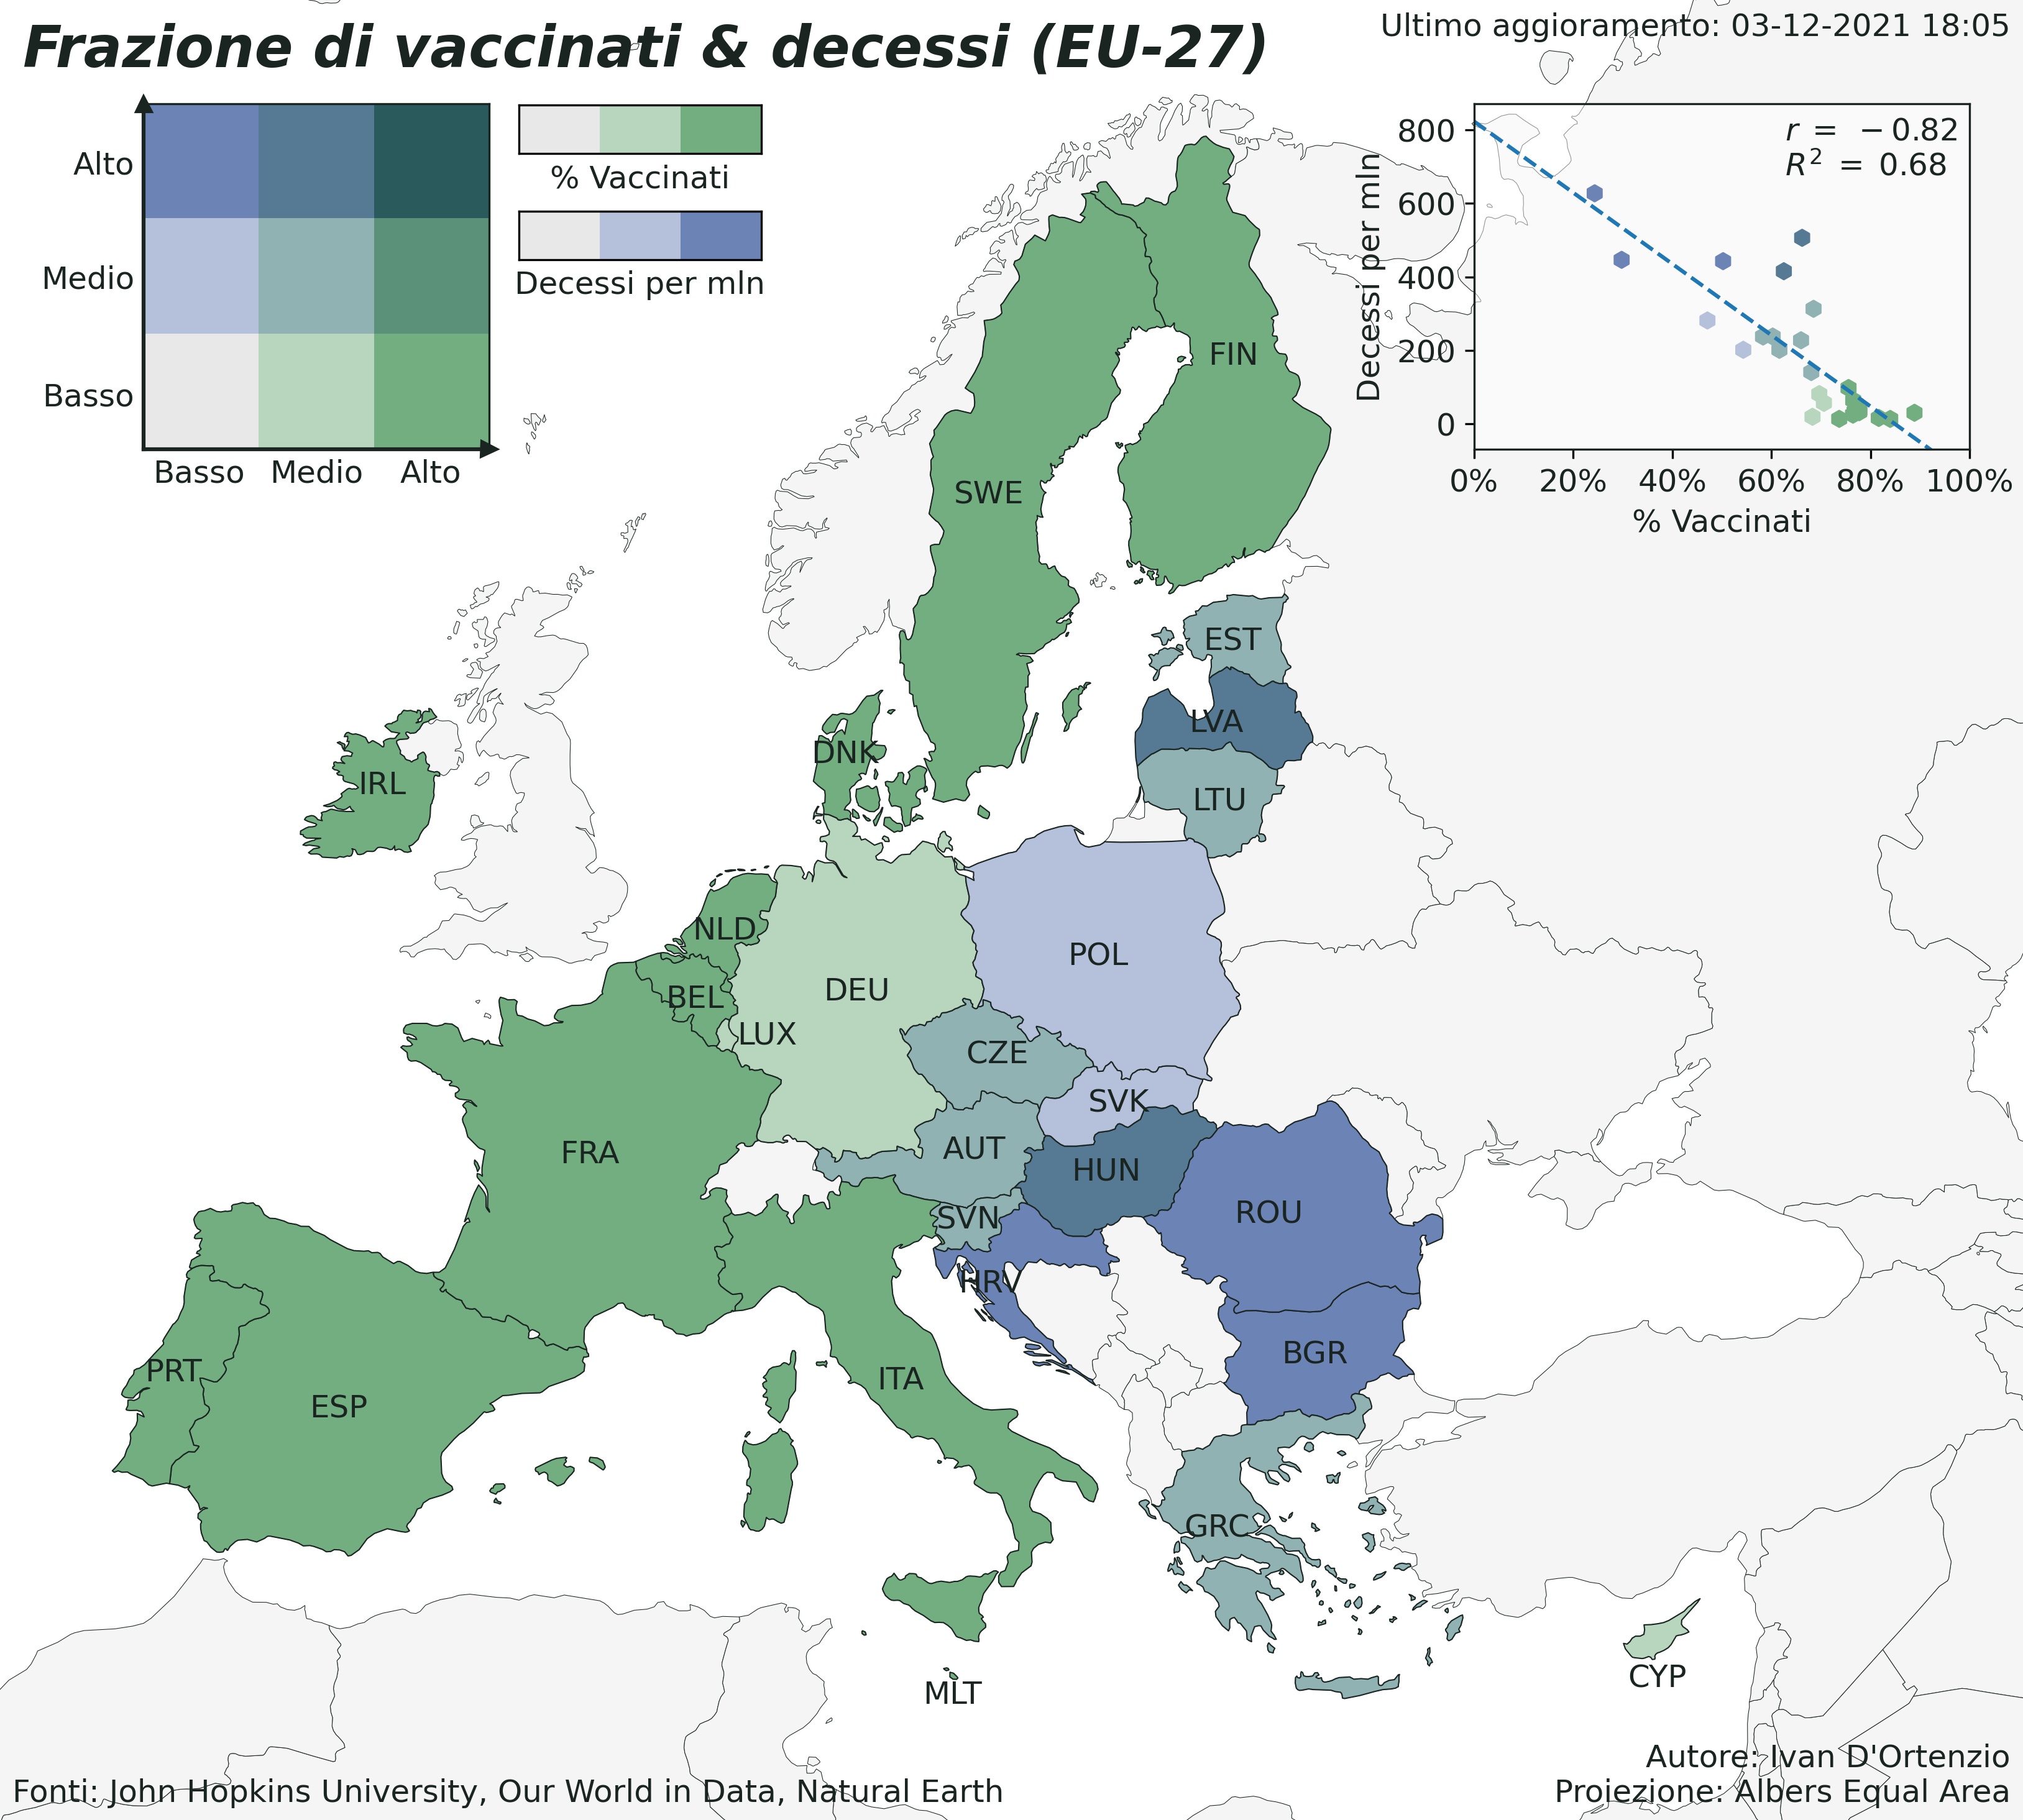 Frazione di vaccinati & decessi (EU-27)
Ultimo aggioramento: 03-12-2021 18:05
Alto
Medio
Basso
Basso Medio Alto
% Vaccinati
Decessi per mln
r = −0.82
R² = 0.68
Decessi per mln
800
600
400
200
0
0% 20% 40% 60% 80% 100%
% Vaccinati
FIN
SWE
EST
LVA
DNK
IRL
LTU
NLD
POL
DEU
BEL
LUX
CZE
SVK
AUT
FRA
HUN
ROU
SVN
HRV
BGR
PRT
ITA
ESP
GRC
CYP
MLT
Autore: Ivan D'Ortenzio
Fonti: John Hopkins University, Our World in Data, Natural Earth
Proiezione: Albers Equal Area